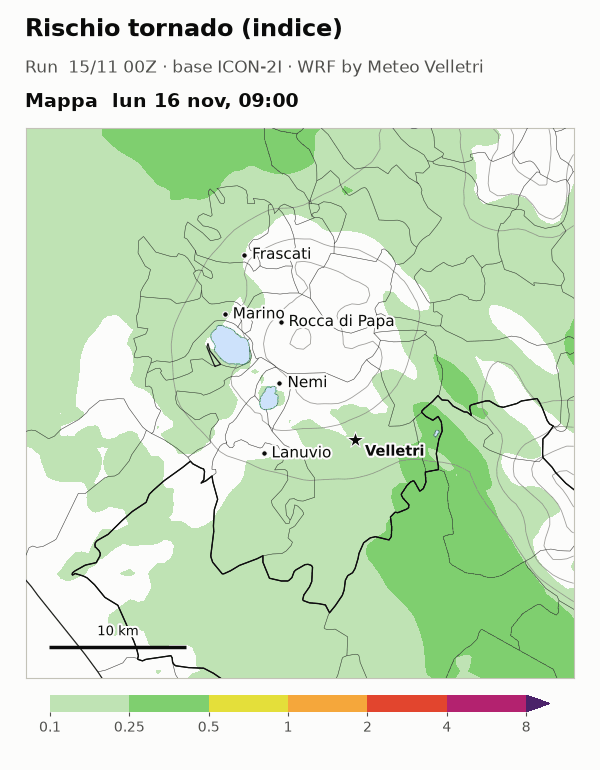 Rischio tornado (indice)
Run  15/11 00Z · base ICON-2I · WRF by Meteo Velletri
Mappa  lun 16 nov, 09:00
Frascati
Marino
Rocca di Papa
Nemi
Velletri
Lanuvio
10 km
0.1 0.25 0.5 1 2 4 8